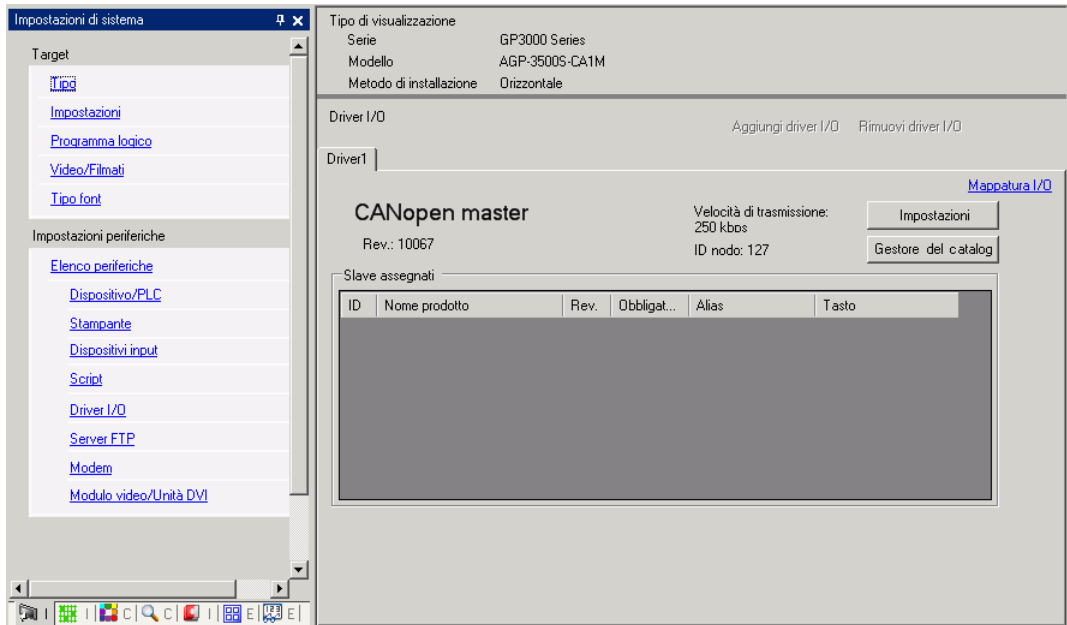 Impostazioni di sistema
Target
Tipo
Impostazioni
Programma logico
Video/Filmati
Tipo font
Impostazioni periferiche
Elenco periferiche
Dispositivo/PLC
Stampante
Dispositivi input
Script
Driver I/O
Server FTP
Modem
Modulo video/Unità DVI
I I C C I E E
Tipo di visualizzazione
Serie GP3000 Series
Modello AGP-3500S-CA1M
Metodo di installazione Orizzontale
Driver I/O Aggiungi driver I/O Rimuovi driver I/O
Driver1
Mappatura I/O
CANopen master
Rev.: 10067
Velocità di trasmissione:
250 kbps
ID nodo: 127
Impostazioni
Gestore del catalog
Slave assegnati
ID Nome prodotto Rev. Obbligat... Alias Tasto